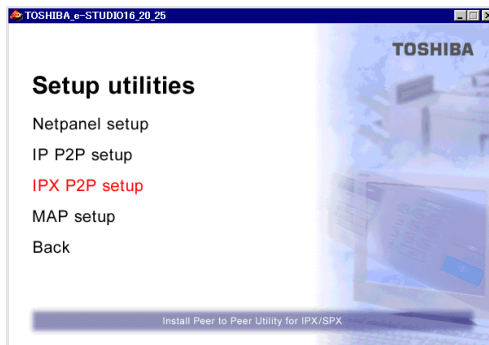 TOSHIBA_e-STUDIO16_20_25
TOSHIBA
Setup utilities
Netpanel setup
IP P2P setup
IPX P2P setup
MAP setup
Back
Install Peer to Peer Utility for IPX/SPX